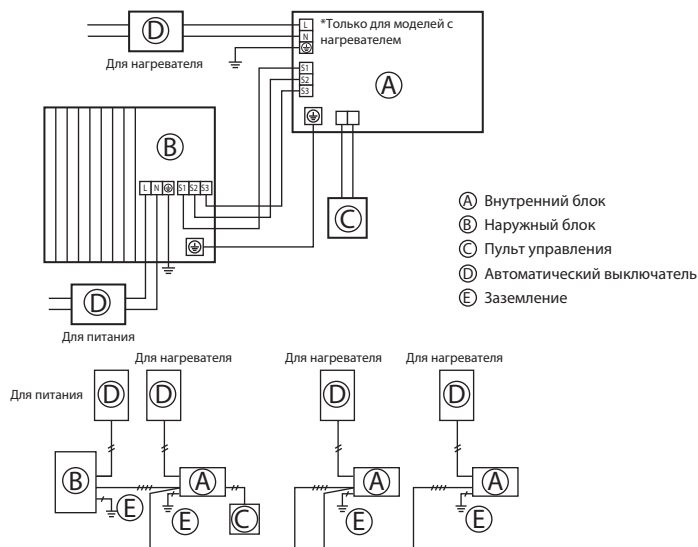 D
L
N
*Только для моделей с
нагревателем
Для нагревателя
S1
S2
S3
A
B
L N S1 S2 S3
C
D
Для питания
A Внутренний блок
B Наружный блок
C Пульт управления
D Автоматический выключатель
E Заземление
Для нагревателя
Для нагревателя
Для нагревателя
Для питания
D
D
D
D
B
A
A
A
E
E
C
E
E